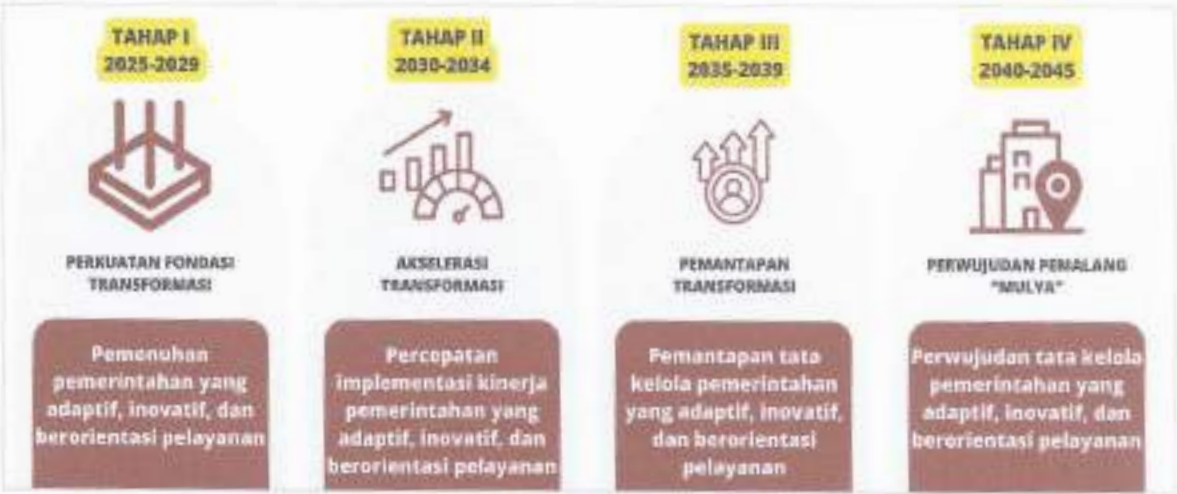 TAHAP I
2025-2029
PERKUATAN FONDASI
TRANSFORMASI
Pemenuhan
pemerintahan yang
adaptif, inovatif, dan
berorientasi pelayanan
TAHAP II
2030-2034
AKSELERASI
TRANSFORMASI
Percepatan
implementasi kinerja
pemerintahan yang
adaptif, inovatif, dan
berorientasi pelayanan
TAHAP III
2035-2039
PEMANTAPAN
TRANSFORMASI
Pemantapan tata
kelola pemerintahan
yang adaptif, inovatif,
dan berorientasi
pelayanan
TAHAP IV
2040-2045
PERWUJUDAN PEMALANG
"MULYA"
Perwujudan tata kelola
pemerintahan yang
adaptif, inovatif, dan
berorientasi pelayanan